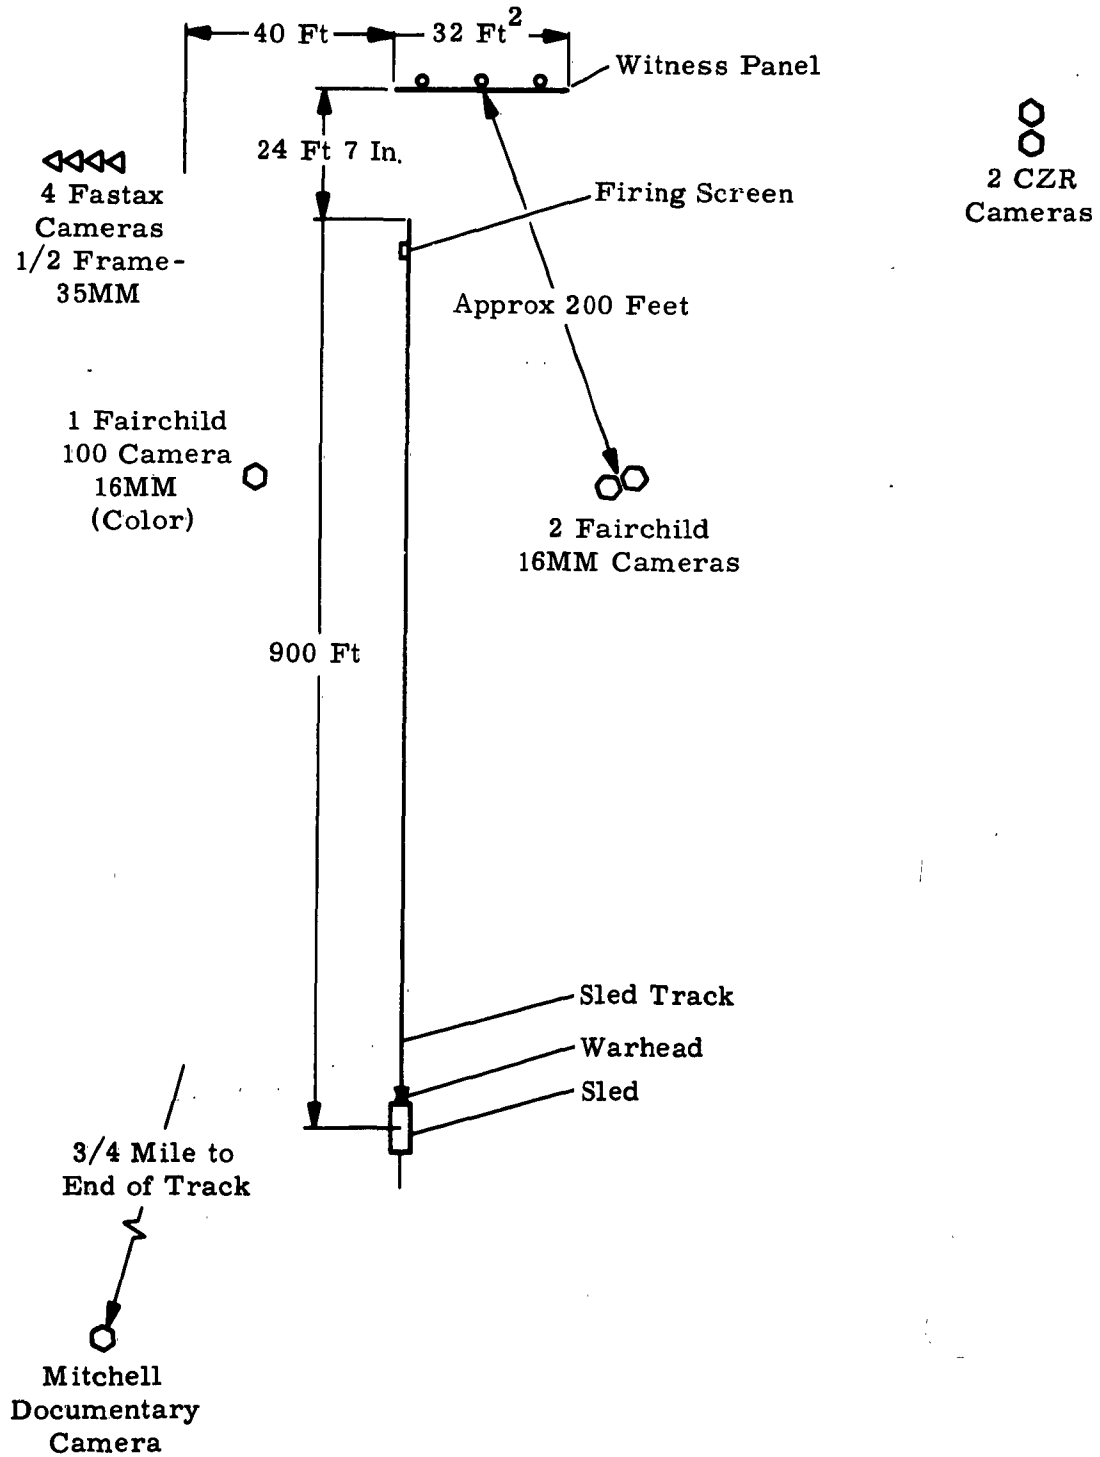 40 Ft
32 Ft²
Witness Panel
24 Ft 7 In.
4 Fastax
Cameras
1/2 Frame-
35MM
Firing Screen
2 CZR
Cameras
Approx 200 Feet
1 Fairchild
100 Camera
16MM
(Color)
2 Fairchild
16MM Cameras
900 Ft
Sled Track
Warhead
Sled
3/4 Mile to
End of Track
Mitchell
Documentary
Camera